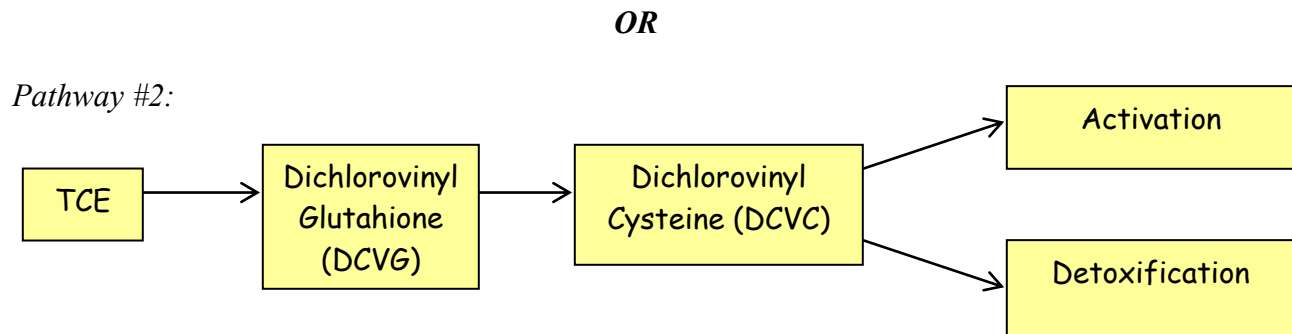 OR
Pathway #2:
TCE
Dichlorovinyl
Glutahione
(DCVG)
Dichlorovinyl
Cysteine (DCVC)
Activation
Detoxification